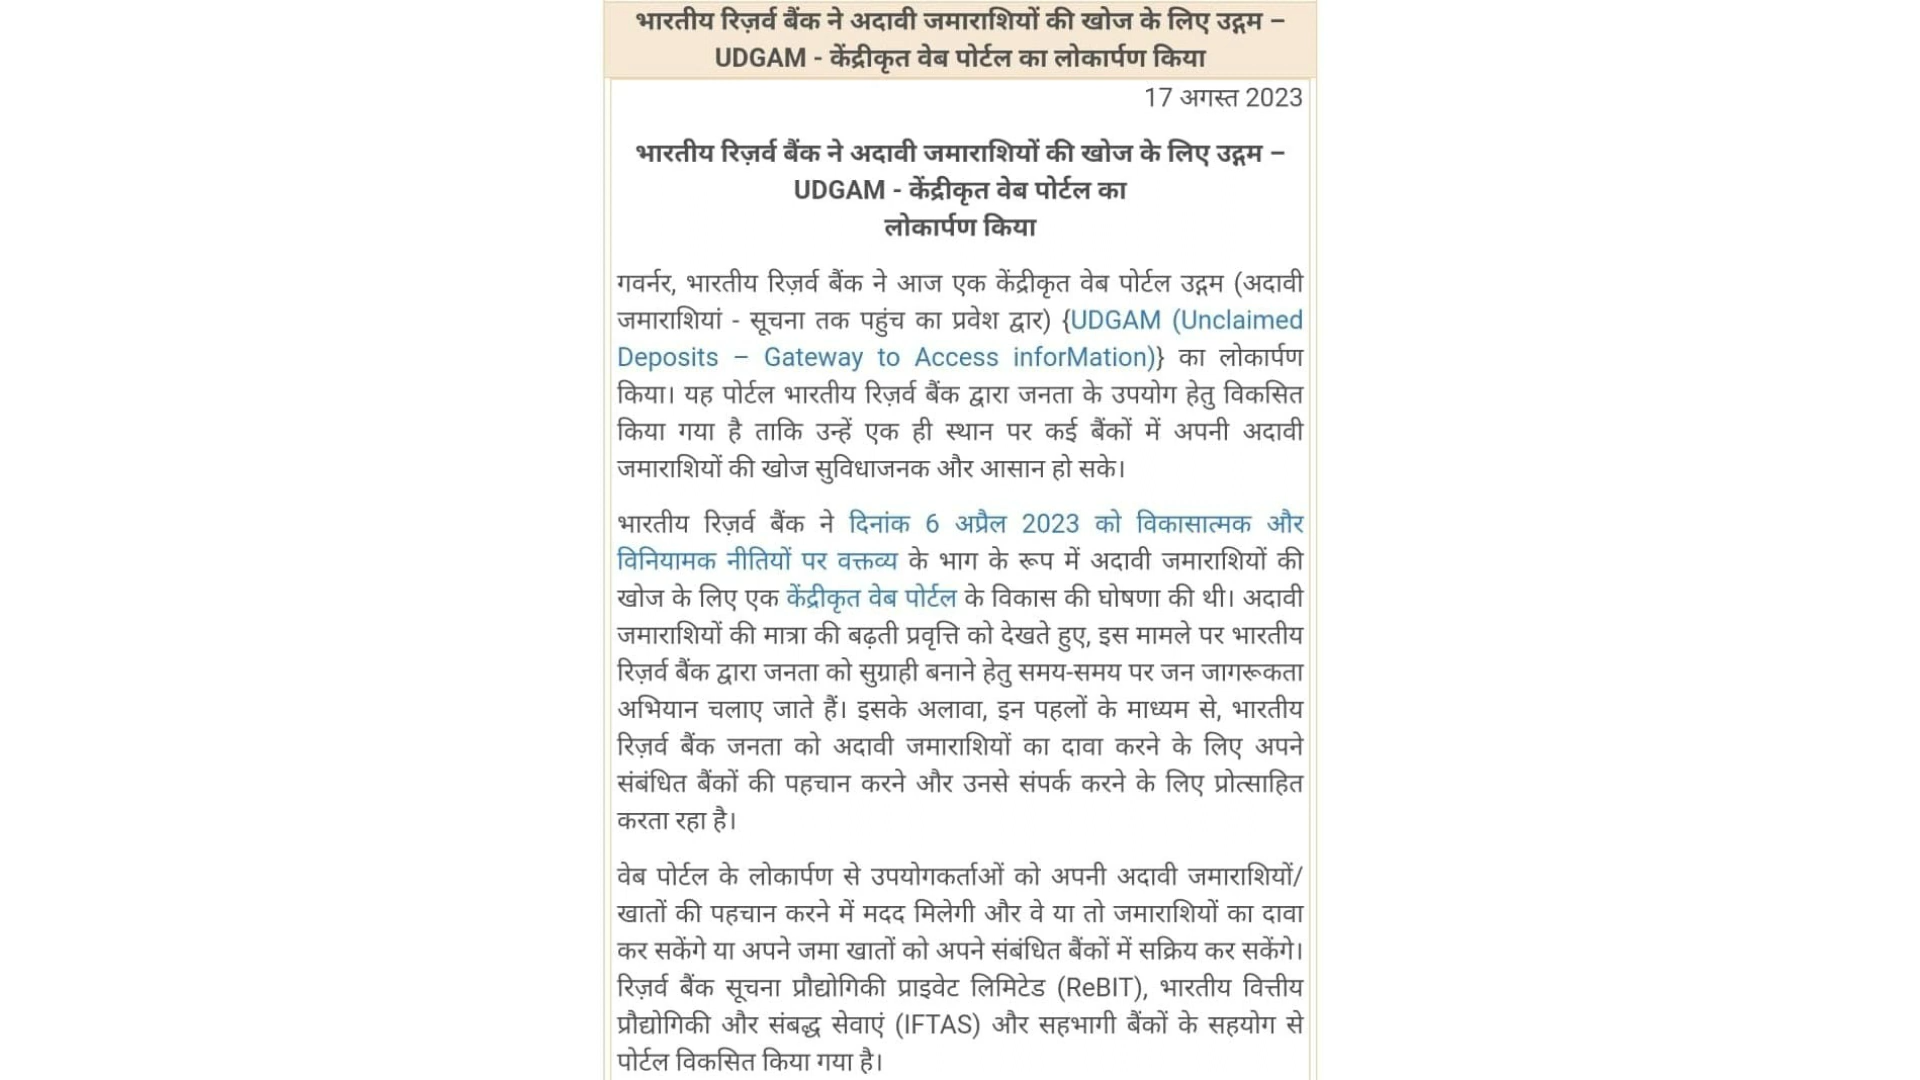 भारतीय रिज़र्व बैंक ने अदावी जमाराशियों की खोज के लिए उद्गम –
UDGAM - केंद्रीकृत वेब पोर्टल का लोकार्पण किया
17 अगस्त 2023
भारतीय रिज़र्व बैंक ने अदावी जमाराशियों की खोज के लिए उद्गम –
UDGAM - केंद्रीकृत वेब पोर्टल का
लोकार्पण किया
गवर्नर, भारतीय रिज़र्व बैंक ने आज एक केंद्रीकृत वेब पोर्टल उद्गम (अदावी
जमाराशियां - सूचना तक पहुंच का प्रवेश द्वार) {UDGAM (Unclaimed
Deposits – Gateway to Access inforMation)} का लोकार्पण
किया। यह पोर्टल भारतीय रिज़र्व बैंक द्वारा जनता के उपयोग हेतु विकसित
किया गया है ताकि उन्हें एक ही स्थान पर कई बैंकों में अपनी अदावी
जमाराशियों की खोज सुविधाजनक और आसान हो सके।
भारतीय रिज़र्व बैंक ने दिनांक 6 अप्रैल 2023 को विकासात्मक और
विनियामक नीतियों पर वक्तव्य के भाग के रूप में अदावी जमाराशियों की
खोज के लिए एक केंद्रीकृत वेब पोर्टल के विकास की घोषणा की थी। अदावी
जमाराशियों की मात्रा की बढ़ती प्रवृत्ति को देखते हुए, इस मामले पर भारतीय
रिज़र्व बैंक द्वारा जनता को सुग्राही बनाने हेतु समय-समय पर जन जागरूकता
अभियान चलाए जाते हैं। इसके अलावा, इन पहलों के माध्यम से, भारतीय
रिज़र्व बैंक जनता को अदावी जमाराशियों का दावा करने के लिए अपने
संबंधित बैंकों की पहचान करने और उनसे संपर्क करने के लिए प्रोत्साहित
करता रहा है।
वेब पोर्टल के लोकार्पण से उपयोगकर्ताओं को अपनी अदावी जमाराशियों/
खातों की पहचान करने में मदद मिलेगी और वे या तो जमाराशियों का दावा
कर सकेंगे या अपने जमा खातों को अपने संबंधित बैंकों में सक्रिय कर सकेंगे।
रिज़र्व बैंक सूचना प्रौद्योगिकी प्राइवेट लिमिटेड (ReBIT), भारतीय वित्तीय
प्रौद्योगिकी और संबद्ध सेवाएं (IFTAS) और सहभागी बैंकों के सहयोग से
पोर्टल विकसित किया गया है।